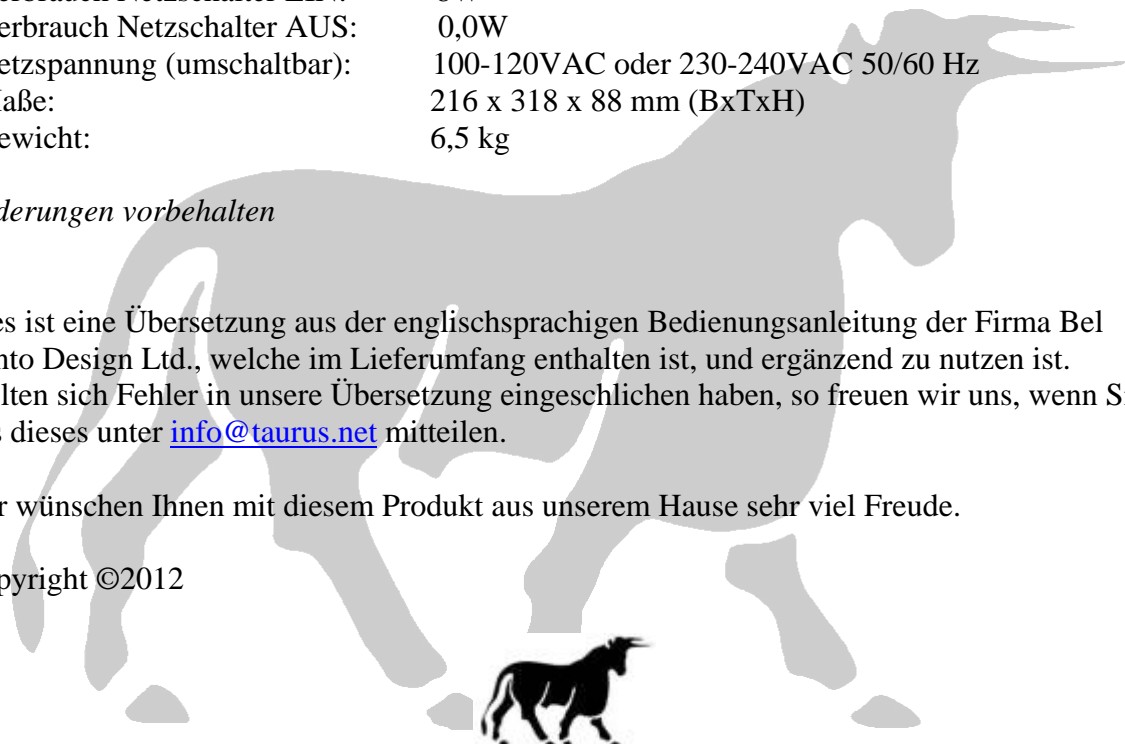 erbrauch Netzschalter AUS: 0,0W
etzspannung (umschaltbar): 100-120VAC oder 230-240VAC 50/60 Hz
aße: 216 x 318 x 88 mm (BxTxH)
ewicht: 6,5 kg
derungen vorbehalten
es ist eine Übersetzung aus der englischsprachigen Bedienungsanleitung der Firma Bel
nto Design Ltd., welche im Lieferumfang enthalten ist, und ergänzend zu nutzen ist.
lten sich Fehler in unsere Übersetzung eingeschlichen haben, so freuen wir uns, wenn S
s dieses unter info@taurus.net mitteilen.
r wünschen Ihnen mit diesem Produkt aus unserem Hause sehr viel Freude.
pyright ©2012